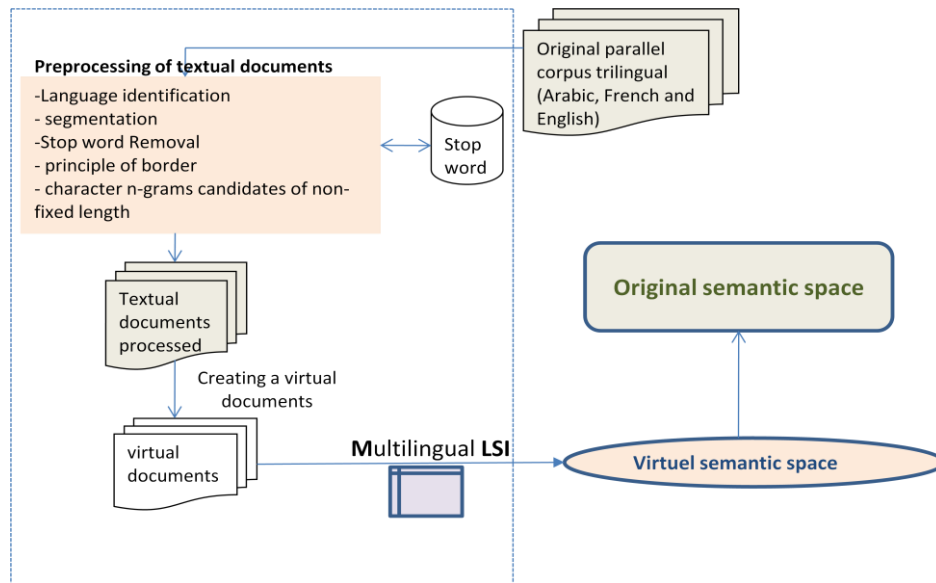 Original parallel
corpus trilingual
(Arabic, French and
English)
Preprocessing of textual documents
-Language identification
- segmentation
-Stop word Removal
- principle of border
- character n-grams candidates of non-
fixed length
Stop
word
Textual
documents
processed
Creating a virtual
documents
virtual
documents
Multilingual LSI
Virtuel semantic space
Original semantic space